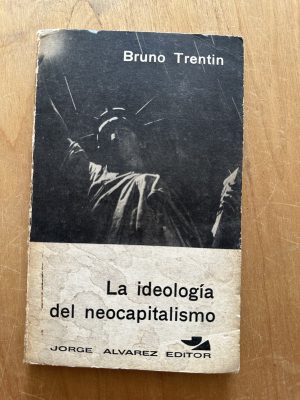 Bruno Trentin
La ideología
del neocapitalismo
JORGE ALVAREZ EDITOR